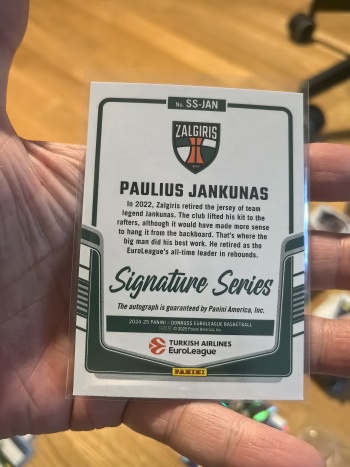 No. SS-JAN
ZALGIRIS
PAULIUS JANKUNAS
In 2022, Zalgiris retired the jersey of team
legend Jankunas. The club lifted his kit to the
rafters, although it would have made more sense
to hang it from the backboard. That's where the
big man did his best work. He retired as the
EuroLeague's all-time leader in rebounds.
Signature Series
The autograph is guaranteed by Panini America, Inc.
2024-25 PANINI - DONRUSS EUROLEAGUE BASKETBALL
© 2025 Panini America, Inc.
TURKISH AIRLINES
EuroLeague
PANINI